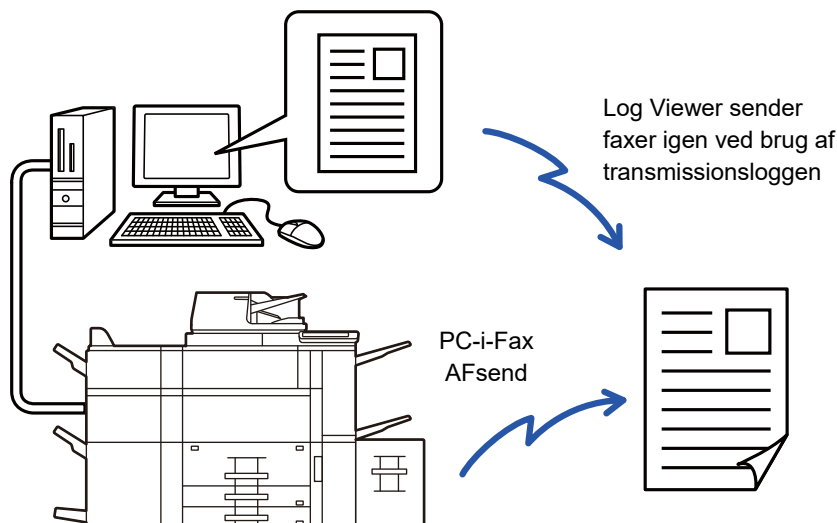 Log Viewer sender
faxer igen ved brug af
transmissionsloggen
PC-i-Fax
AFsend